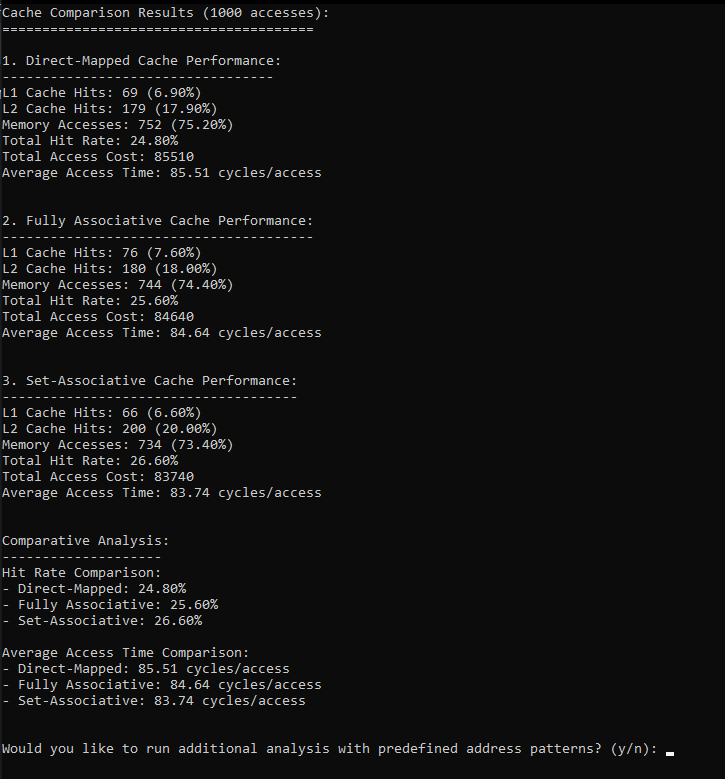 Cache Comparison Results (1000 accesses):
=======================================
1. Direct-Mapped Cache Performance:
----------------------------------
L1 Cache Hits: 69 (6.90%)
L2 Cache Hits: 179 (17.90%)
Memory Accesses: 752 (75.20%)
Total Hit Rate: 24.80%
Total Access Cost: 85510
Average Access Time: 85.51 cycles/access
2. Fully Associative Cache Performance:
---------------------------------------
L1 Cache Hits: 76 (7.60%)
L2 Cache Hits: 180 (18.00%)
Memory Accesses: 744 (74.40%)
Total Hit Rate: 25.60%
Total Access Cost: 84640
Average Access Time: 84.64 cycles/access
3. Set-Associative Cache Performance:
-------------------------------------
L1 Cache Hits: 66 (6.60%)
L2 Cache Hits: 200 (20.00%)
Memory Accesses: 734 (73.40%)
Total Hit Rate: 26.60%
Total Access Cost: 83740
Average Access Time: 83.74 cycles/access
Comparative Analysis:
--------------------
Hit Rate Comparison:
- Direct-Mapped: 24.80%
- Fully Associative: 25.60%
- Set-Associative: 26.60%
Average Access Time Comparison:
- Direct-Mapped: 85.51 cycles/access
- Fully Associative: 84.64 cycles/access
- Set-Associative: 83.74 cycles/access
Would you like to run additional analysis with predefined address patterns? (y/n):